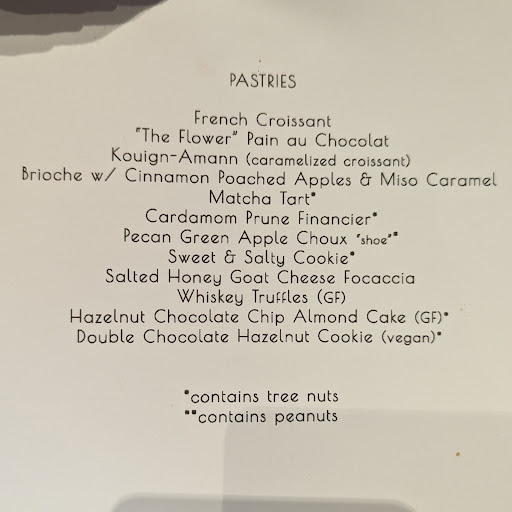 PASTRIES
French Croissant
"The Flower" Pain au Chocolat
Kouign-Amann (caramelized croissant)
Brioche w/ Cinnamon Poached Apples & Miso Caramel
Matcha Tart*
Cardamom Prune Financier*
Pecan Green Apple Choux "shoe"*
Sweet & Salty Cookie*
Salted Honey Goat Cheese Focaccia
Whiskey Truffles (GF)
Hazelnut Chocolate Chip Almond Cake (GF)*
Double Chocolate Hazelnut Cookie (vegan)*
*contains tree nuts
**contains peanuts